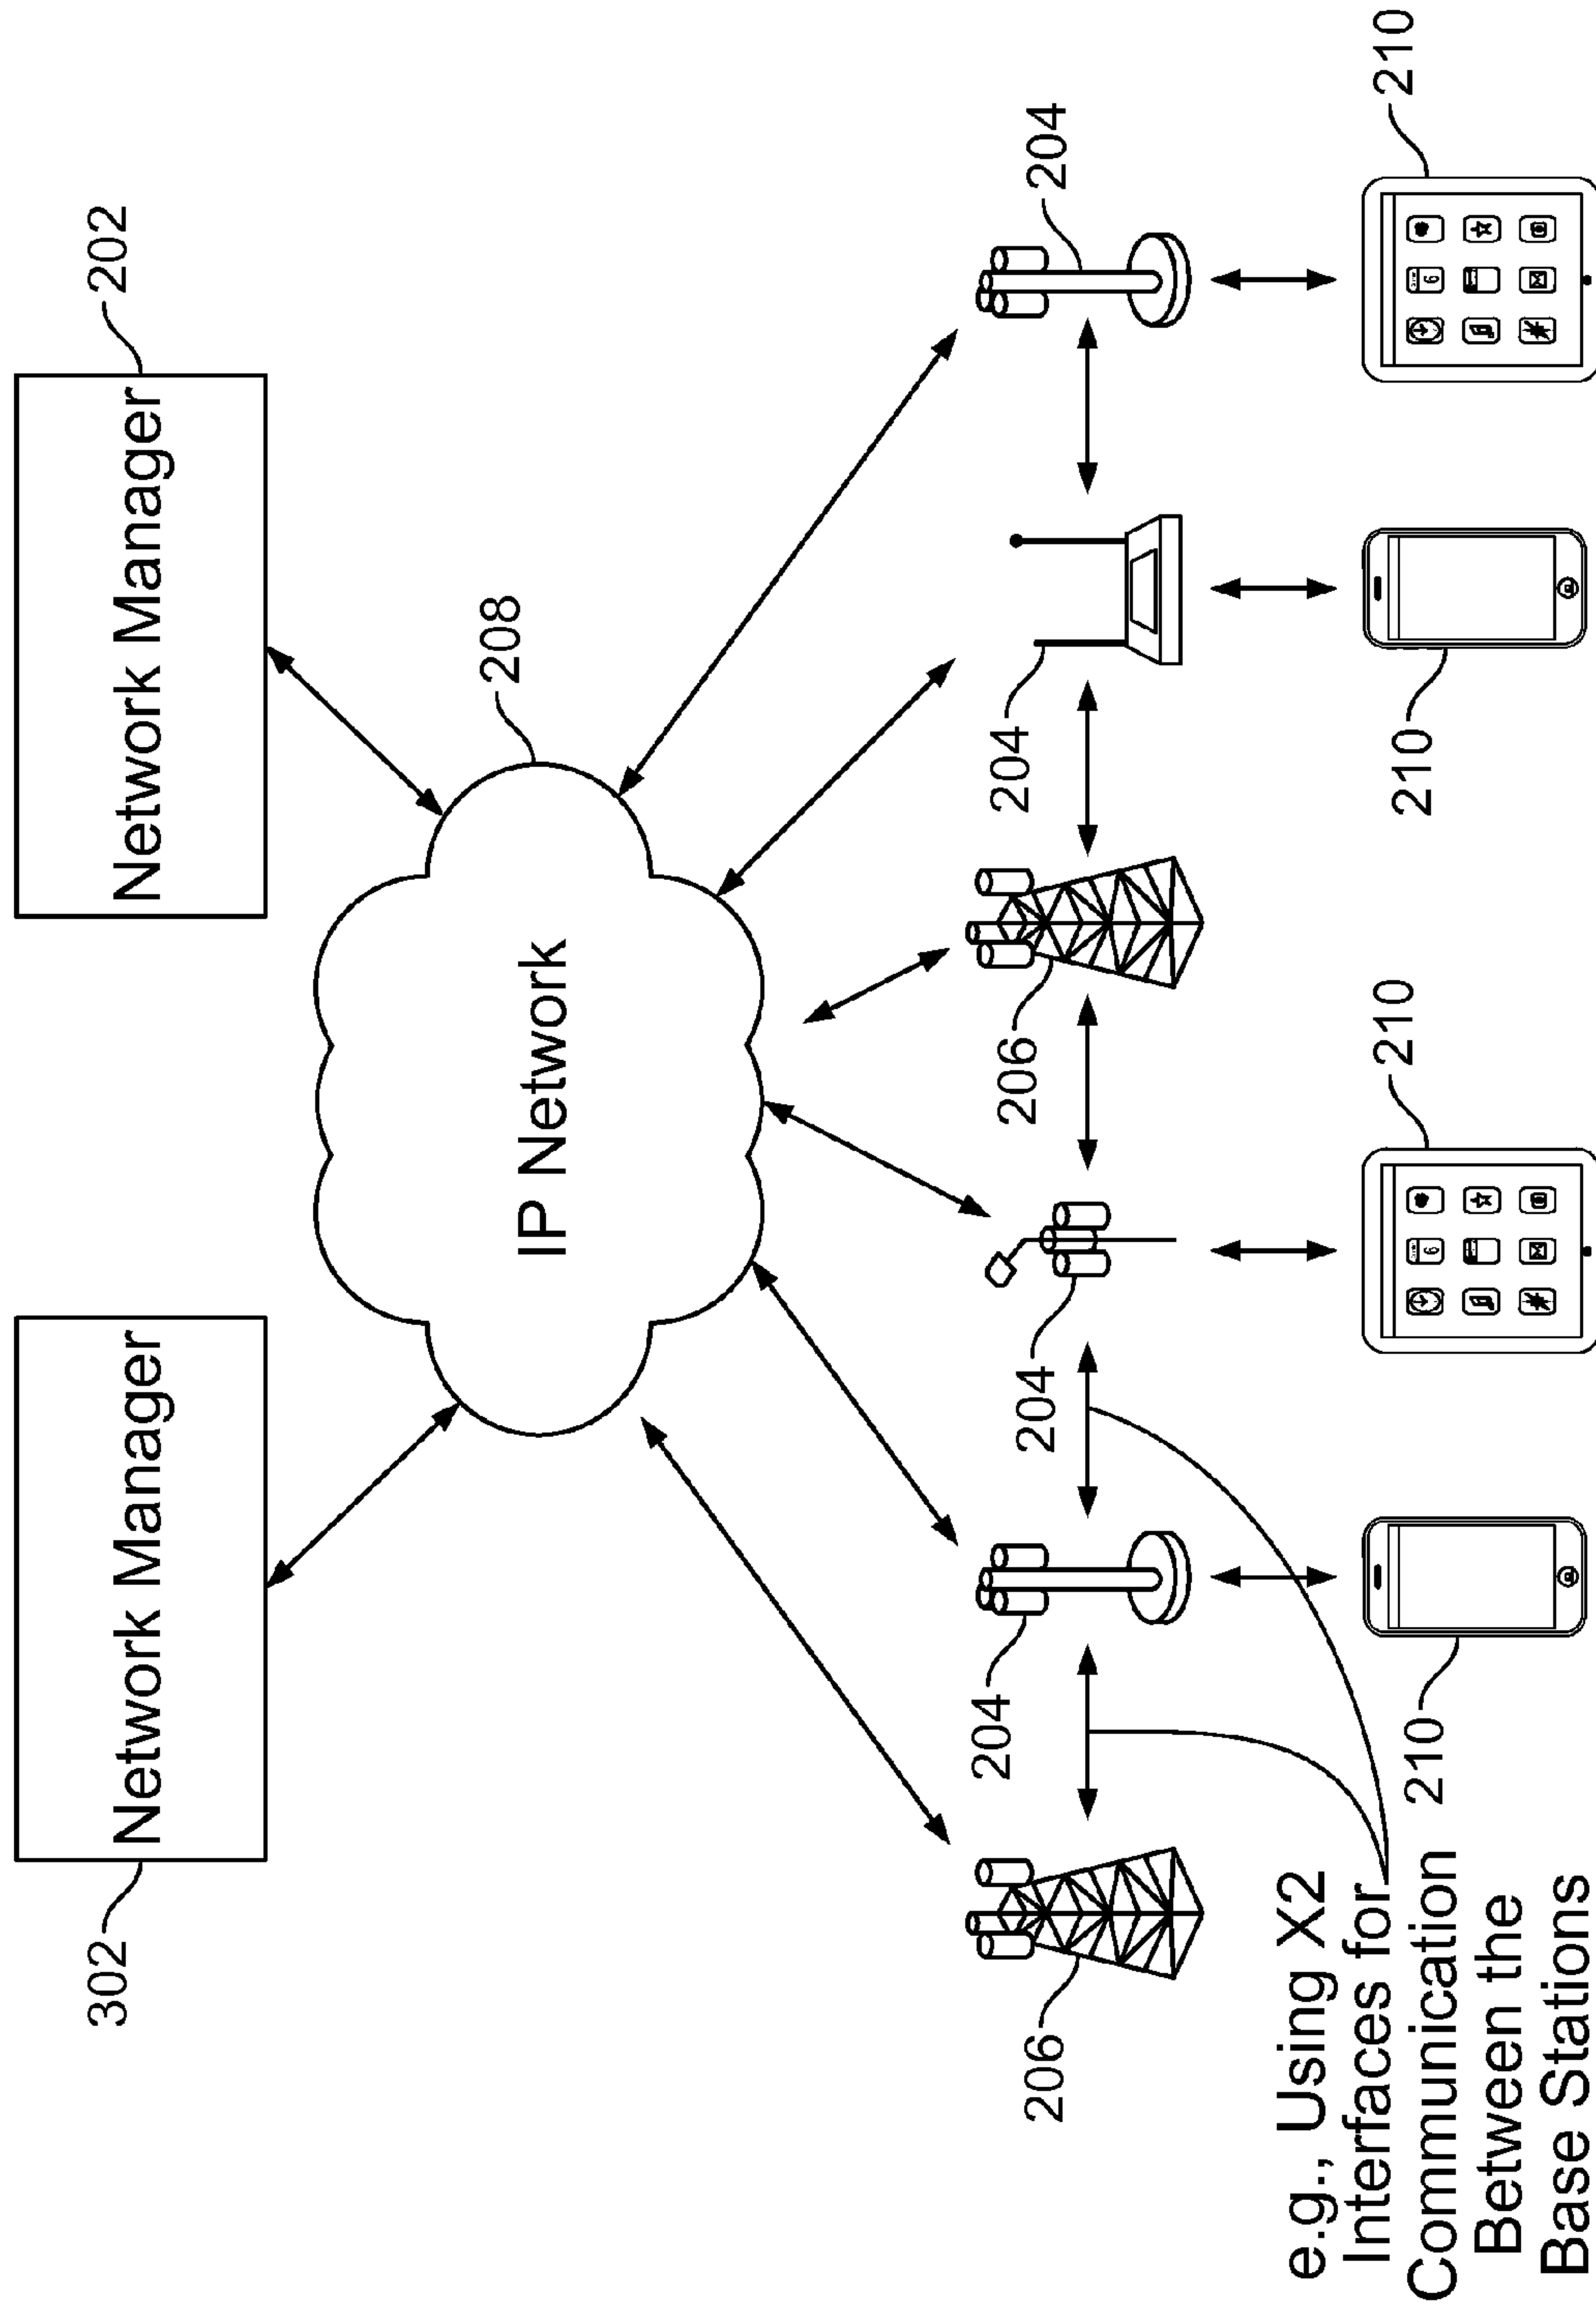 302
Network Manager
Network Manager
202
IP Network
208
206
204
204
206
204
204
e.g., Using X2
Interfaces for
Communication
Between the
Base Stations
210
210
210
210